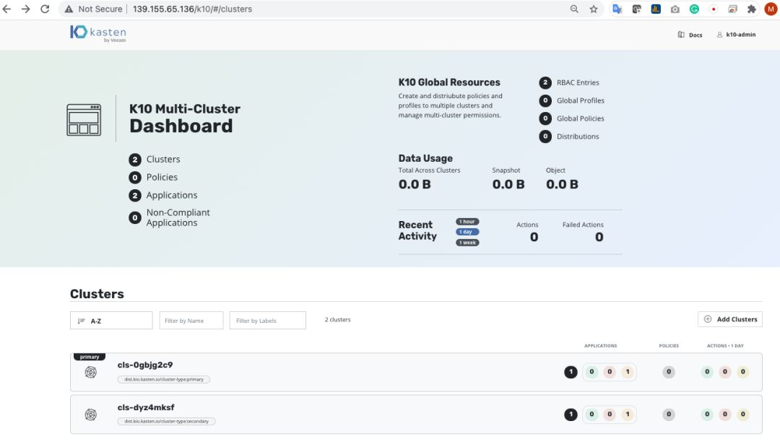 Not Secure | 139.155.65.136/k10/#/clusters
M
K10 kasten
by Veeam
Docs
k10-admin
K10 Multi-Cluster
Dashboard
2 Clusters
0 Policies
2 Applications
0 Non-Compliant
Applications
K10 Global Resources
Create and distriubute policies and
profiles to multiple clusters and
manage multi-cluster permissions.
2 RBAC Entries
0 Global Profiles
0 Global Policies
0 Distributions
Data Usage
Total Across Clusters
0.0 B
Snapshot
0.0 B
Object
0.0 B
Recent
Activity
1 hour
1 day
1 week
Actions
0
Failed Actions
0
Clusters
A-Z
Filter by Name
Filter by Labels
2 clusters
Add Clusters
APPLICATIONS POLICIES ACTIONS • 1 DAY
primary
cls-0gbjg2c9
dist.kio.kasten.io/cluster-type:primary
1 0 0 1 0 0 0 0
cls-dyz4mksf
dist.kio.kasten.io/cluster-type:secondary
1 0 0 1 0 0 0 0